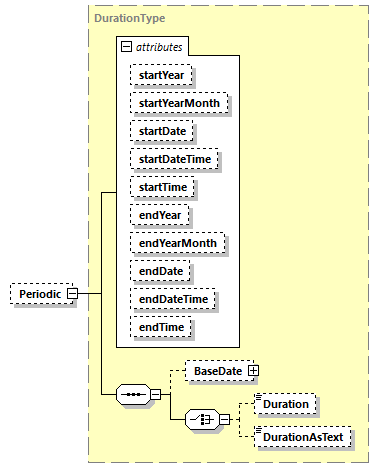 DurationType
attributes
startYear
startYearMonth
startDate
startDateTime
startTime
endYear
endYearMonth
endDate
endDateTime
endTime
Periodic
BaseDate
Duration
DurationAsText